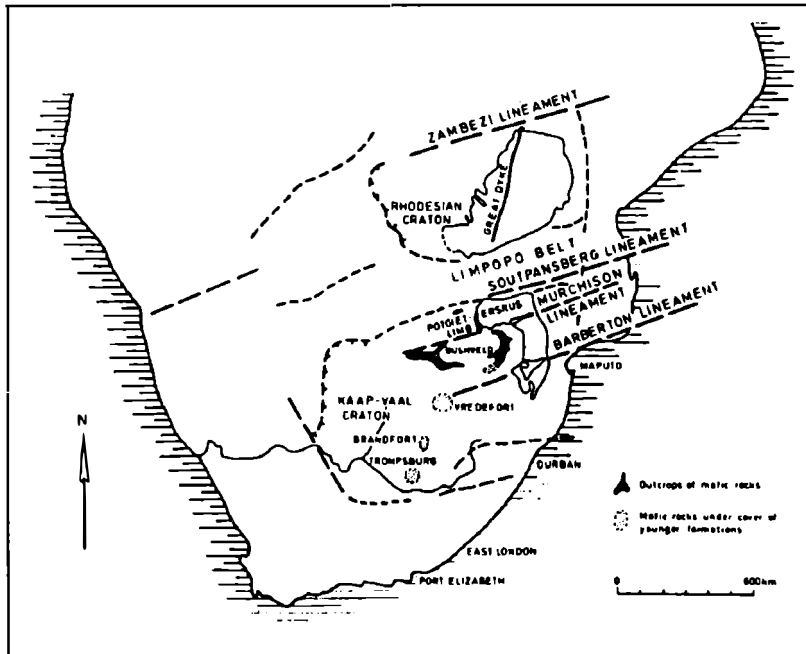 ZAMBEZI LINEAMENT
RHODESIAN
CRATON
GREAT DYKE
LIMPOPO BELT
SOUTPANSBERG LINEAMENT
MURCHISON
LINEAMENT
BARBERTON LINEAMENT
BUSHVELD
MAPUTO
KAAP-VAAL
CRATON
VREDEFORT
BRANDFORT
TROMPSBURG
DURBAN
N
Outcrops of mafic rocks
Mafic rocks under cover of
younger formations
EAST LONDON
PORT ELIZABETH
0 600km